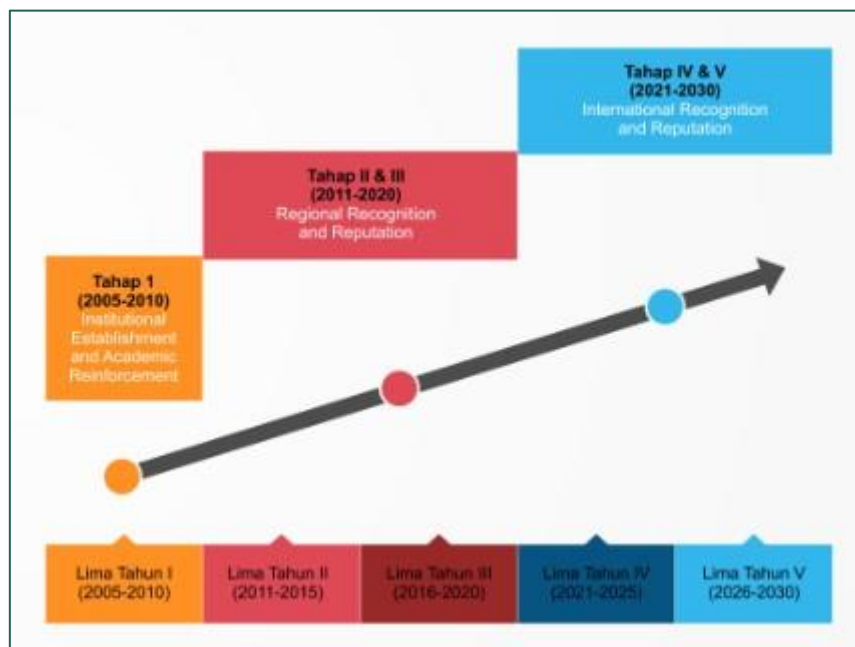 Tahap IV & V
(2021-2030)
International Recognition
and Reputation
Tahap II & III
(2011-2020)
Regional Recognition
and Reputation
Tahap 1
(2005-2010)
Institutional
Establishment
and Academic
Reinforcement
Lima Tahun I
(2005-2010)
Lima Tahun II
(2011-2015)
Lima Tahun III
(2016-2020)
Lima Tahun IV
(2021-2025)
Lima Tahun V
(2026-2030)